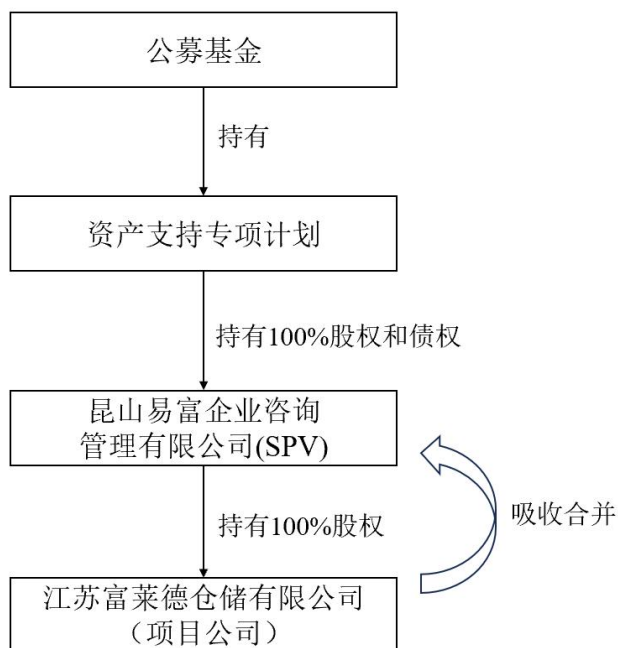 公募基金
持有
资产支持专项计划
持有100%股权和债权
昆山易富企业咨询
管理有限公司(SPV)
持有100%股权
吸收合并
江苏富莱德仓储有限公司
（项目公司）